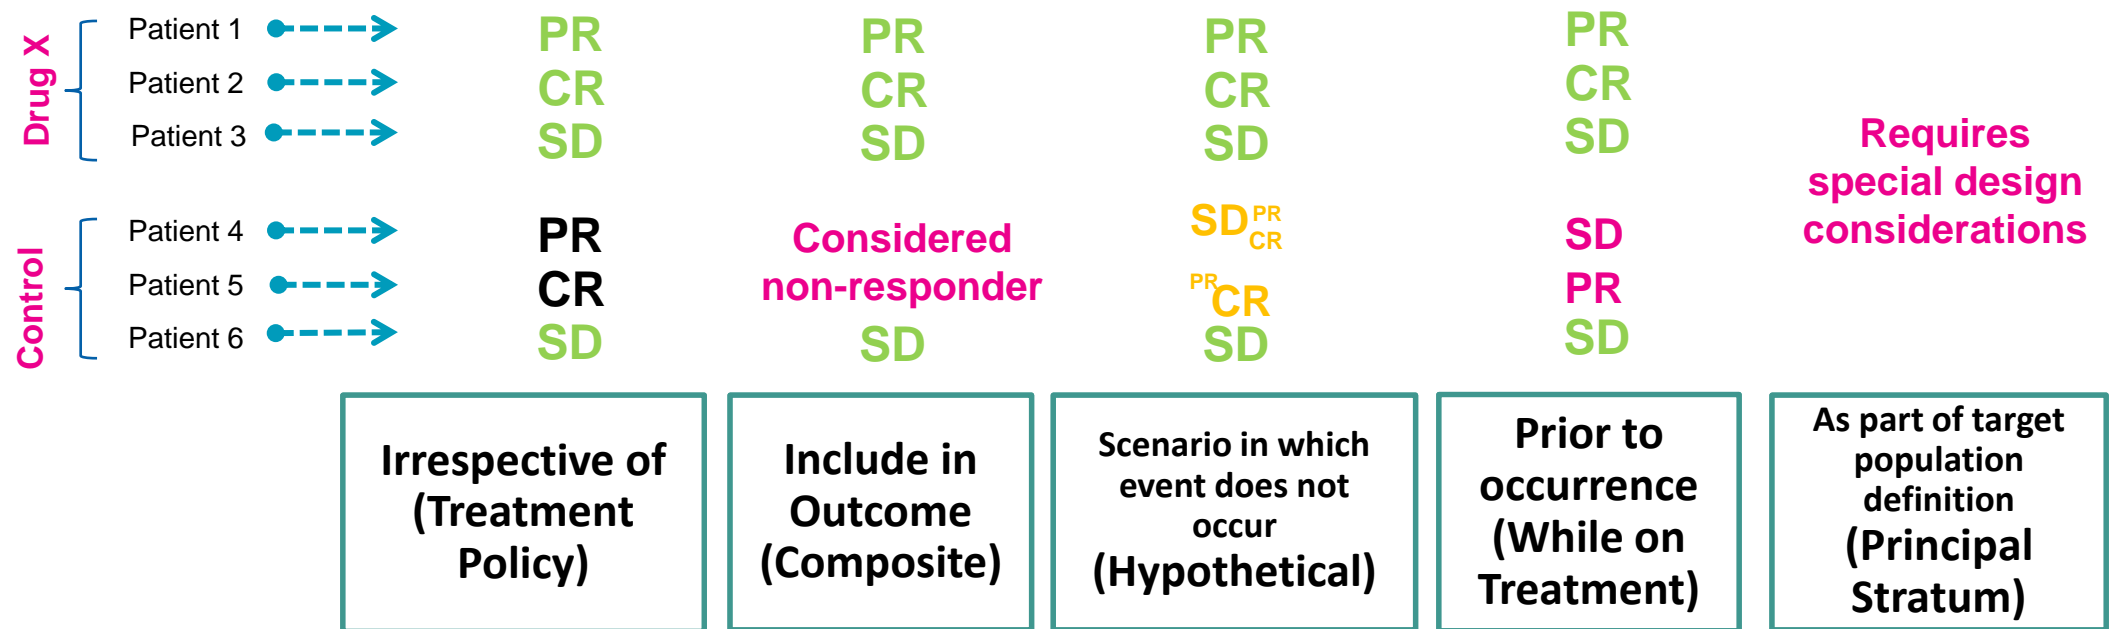 Drug X
Patient 1 PR PR PR PR
Patient 2 CR CR CR CR
Patient 3 SD SD SD SD
Control
Patient 4 PR SD PR CR SD
Patient 5 CR PR CR PR
Patient 6 SD SD SD SD
Considered
non-responder
Requires
special design
considerations
Irrespective of
(Treatment
Policy)
Include in
Outcome
(Composite)
Scenario in which
event does not
occur
(Hypothetical)
Prior to
occurrence
(While on
Treatment)
As part of target
population
definition
(Principal
Stratum)